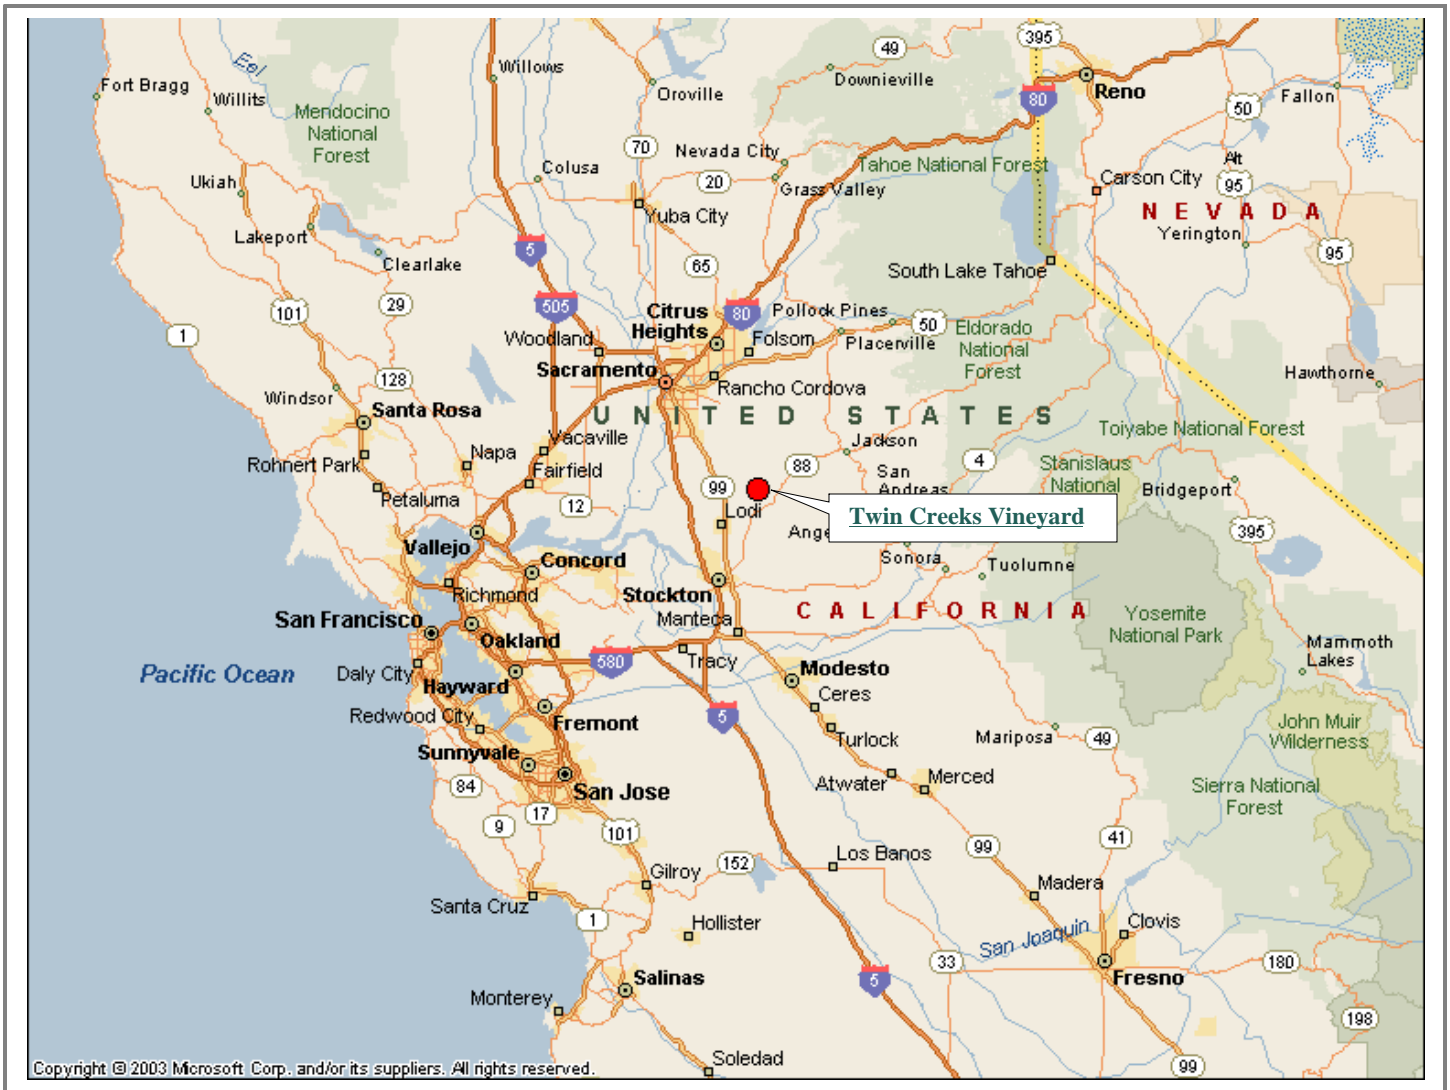 395
49
Willows
Downieville
Fort Bragg
Eel
Oroville
Reno
Fallon
80
50
Willits
Mendocino
National
Forest
70
Nevada City
Tahoe National Forest
Alt
95
Colusa
20
Grass Valley
Carson City
Ukiah
Yuba City
N E V A D A
Yerington
Lakeport
5
95
Clearlake
65
South Lake Tahoe
29
505
101
Citrus
Heights
80
Pollock Pines
50
Eldorado
National
Forest
1
Woodland
Folsom
Placerville
Sacramento
128
Rancho Cordova
Hawthorne
Windsor
Santa Rosa
U N I T E D S T A T E S
Toiyabe National Forest
Vacaville
Jackson
Napa
88
4
Stanislaus
National
Rohnert Park
Fairfield
San
Andreas
Bridgeport
Petaluma
12
99
Lodi
Twin Creeks Vineyard
Ange
395
Vallejo
Concord
Sonora
Tuolumne
Richmond
Stockton
C A L I F O R N I A
Yosemite
National Park
San Francisco
Manteca
Oakland
Mammoth
Lakes
Pacific Ocean
Daly City
580
Tracy
Modesto
Hayward
Ceres
Redwood City
Fremont
5
John Muir
Wilderness
Turlock
Mariposa
49
Sunnyvale
Atwater
Merced
Sierra National
Forest
84
San Jose
17
9
101
41
99
Los Banos
152
Gilroy
Madera
Santa Cruz
1
Hollister
Clovis
San Joaquin
33
180
Salinas
5
Fresno
Monterey
198
Soledad
99
Copyright © 2003 Microsoft Corp. and/or its suppliers. All rights reserved.